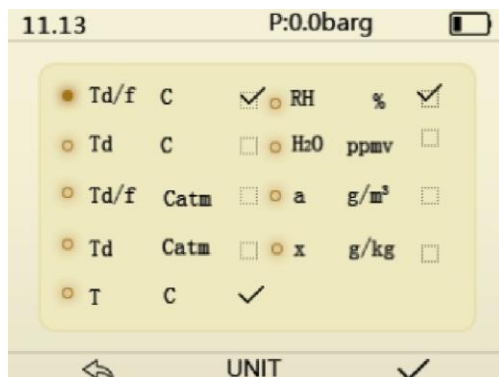 11.13 P:0.0barg
Td/f C RH %
Td C H2O ppmv
Td/f Catm a g/m³
Td Catm x g/kg
T C
UNIT